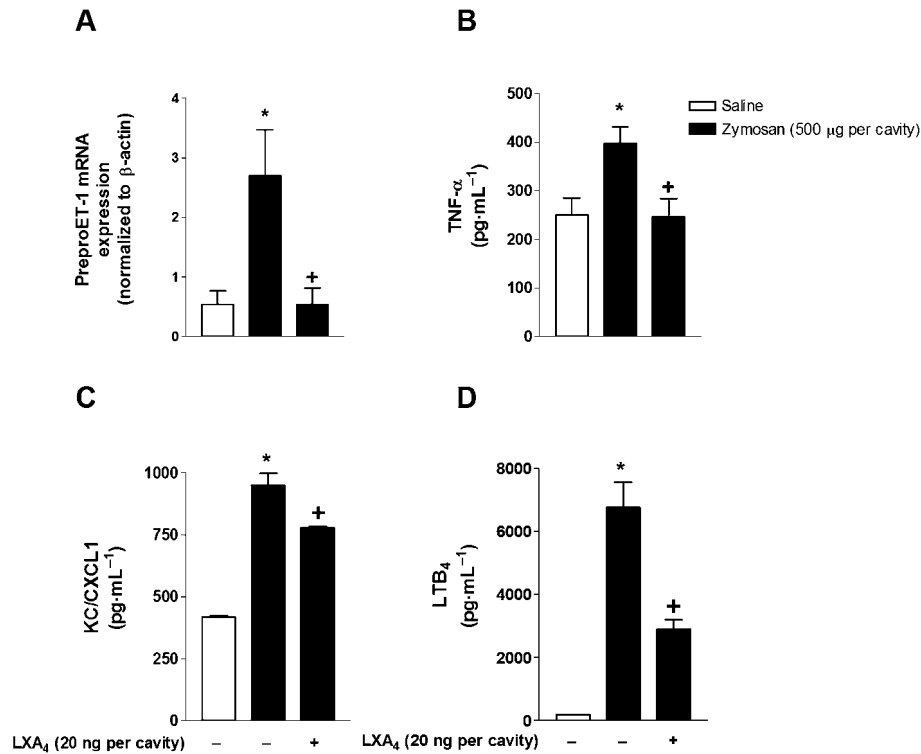 A
PreproET-1 mRNA
expression
(normalized to β-actin)
4
3
2
1
0
*
+
B
TNF-α
(pg·mL⁻¹)
500
400
300
200
100
0
*
+
Saline
Zymosan (500 µg per cavity)
C
KC/CXCL1
(pg·mL⁻¹)
1000
750
500
250
0
*
+
LXA₄ (20 ng per cavity) – – +
D
LTB₄
(pg·mL⁻¹)
8000
6000
4000
2000
0
*
+
LXA₄ (20 ng per cavity) – – +